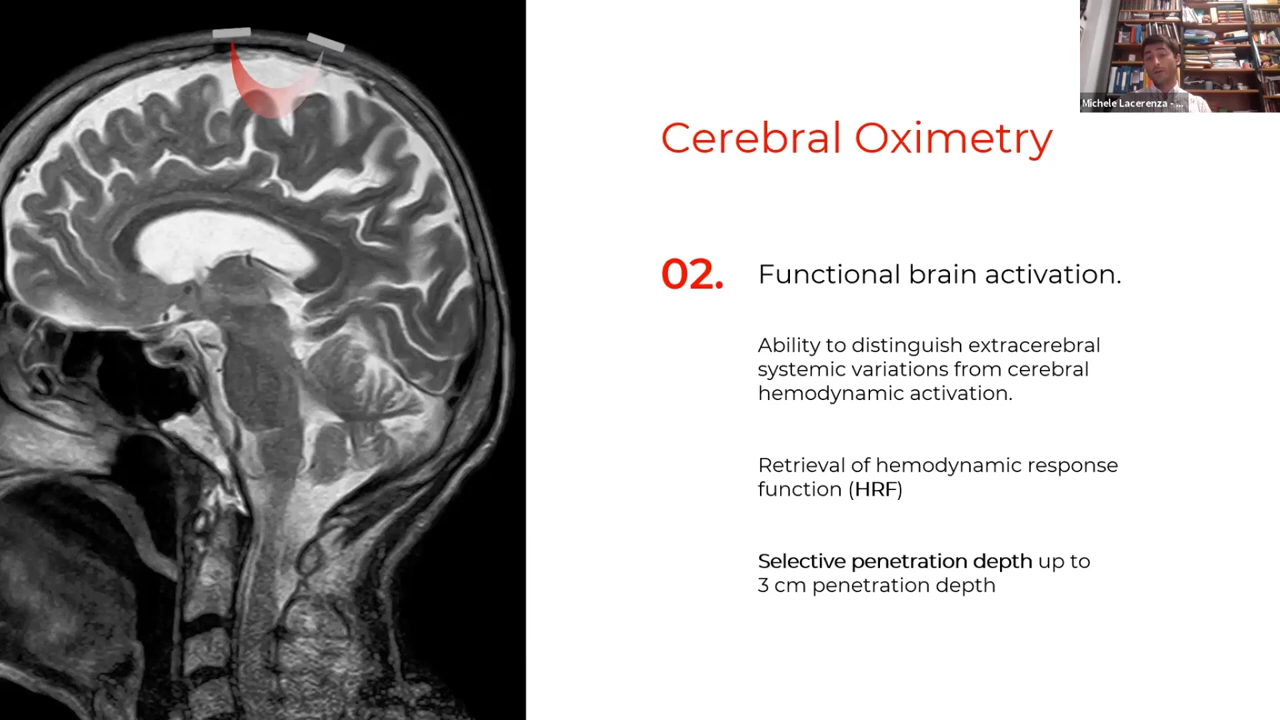 Michele Lacerenza - ...
Cerebral Oximetry
02.
Functional brain activation.
Ability to distinguish extracerebral
systemic variations from cerebral
hemodynamic activation.
Retrieval of hemodynamic response
function (HRF)
Selective penetration depth up to
3 cm penetration depth